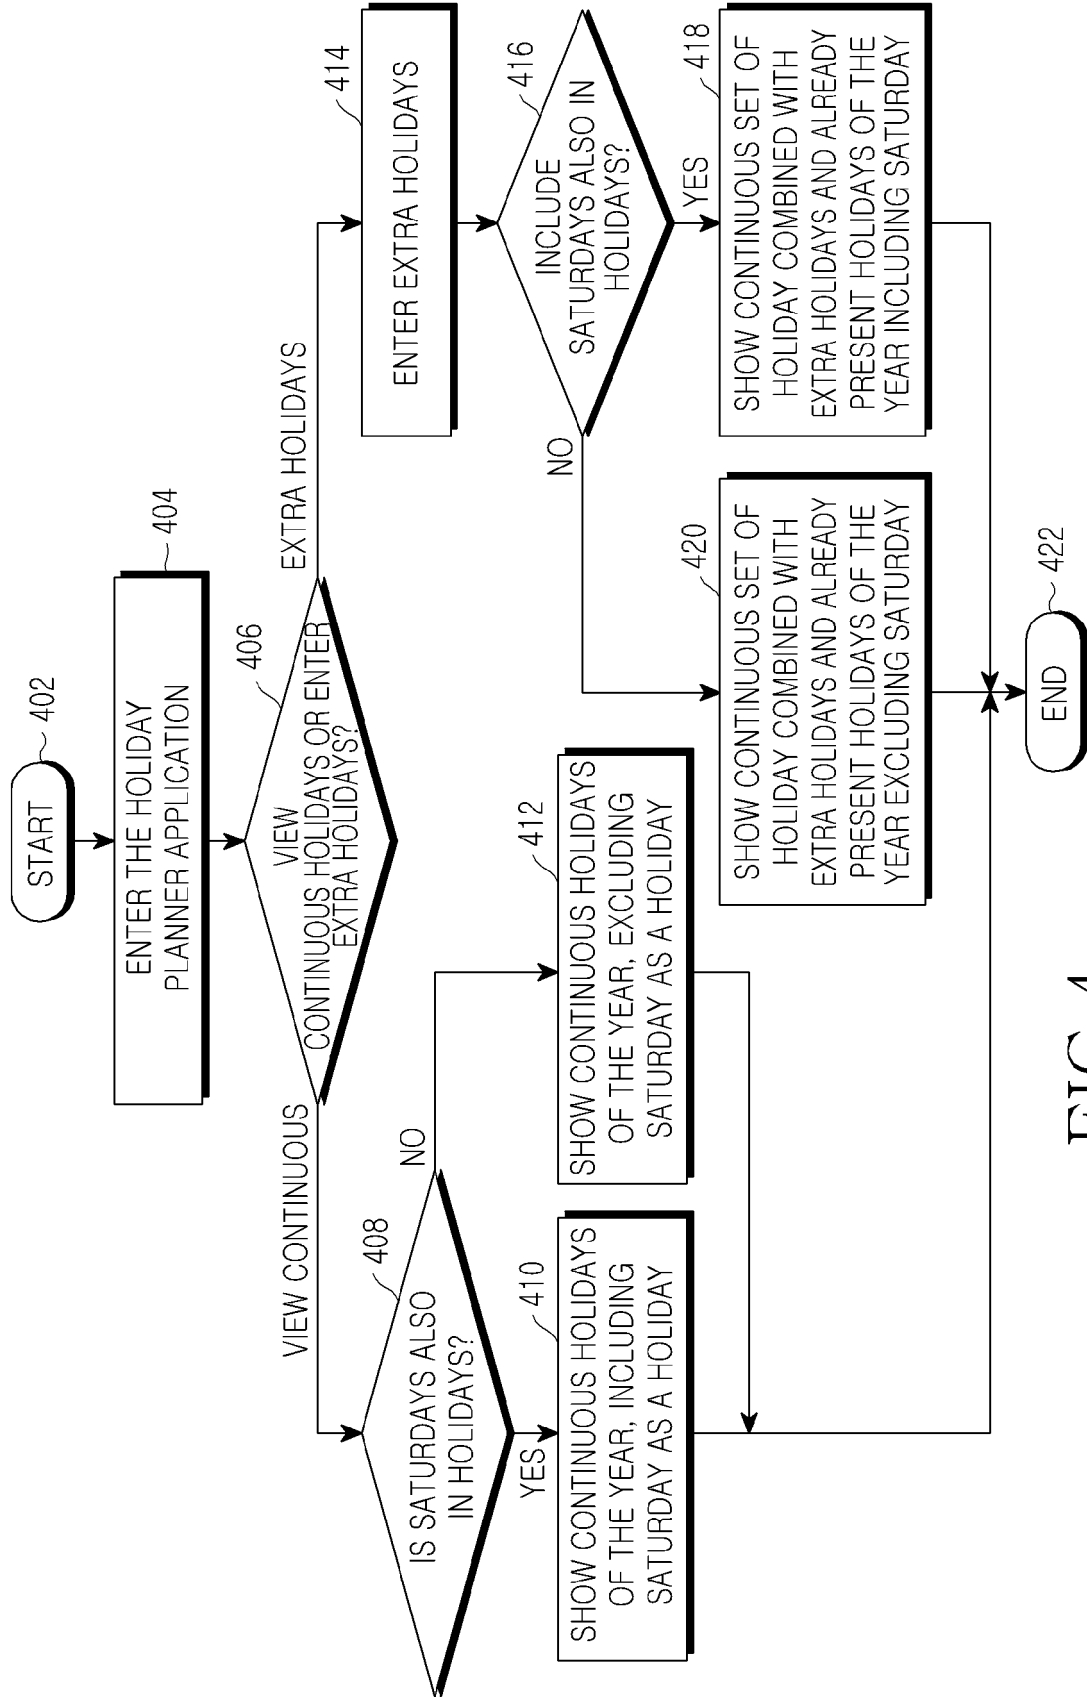 START
402
ENTER THE HOLIDAY
PLANNER APPLICATION
404
VIEW
CONTINUOUS HOLIDAYS OR ENTER
EXTRA HOLIDAYS?
406
VIEW CONTINUOUS
EXTRA HOLIDAYS
IS SATURDAYS ALSO
IN HOLIDAYS?
408
NO
YES
SHOW CONTINUOUS HOLIDAYS
OF THE YEAR, INCLUDING
SATURDAY AS A HOLIDAY
410
SHOW CONTINUOUS HOLIDAYS
OF THE YEAR, EXCLUDING
SATURDAY AS A HOLIDAY
412
ENTER EXTRA HOLIDAYS
414
INCLUDE
SATURDAYS ALSO IN
HOLIDAYS?
416
NO
YES
SHOW CONTINUOUS SET OF
HOLIDAY COMBINED WITH
EXTRA HOLIDAYS AND ALREADY
PRESENT HOLIDAYS OF THE
YEAR EXCLUDING SATURDAY
420
SHOW CONTINUOUS SET OF
HOLIDAY COMBINED WITH
EXTRA HOLIDAYS AND ALREADY
PRESENT HOLIDAYS OF THE
YEAR INCLUDING SATURDAY
418
END
422
FIG. 4